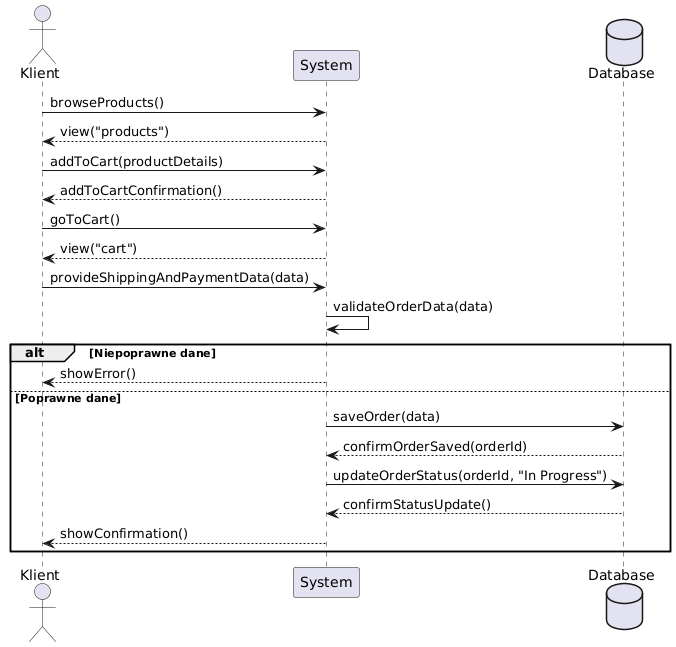 Klient
System
Database
browseProducts()
view("products")
addToCart(productDetails)
addToCartConfirmation()
goToCart()
view("cart")
provideShippingAndPaymentData(data)
validateOrderData(data)
alt [Niepoprawne dane]
showError()
[Poprawne dane]
saveOrder(data)
confirmOrderSaved(orderId)
updateOrderStatus(orderId, "In Progress")
confirmStatusUpdate()
showConfirmation()
Klient
System
Database